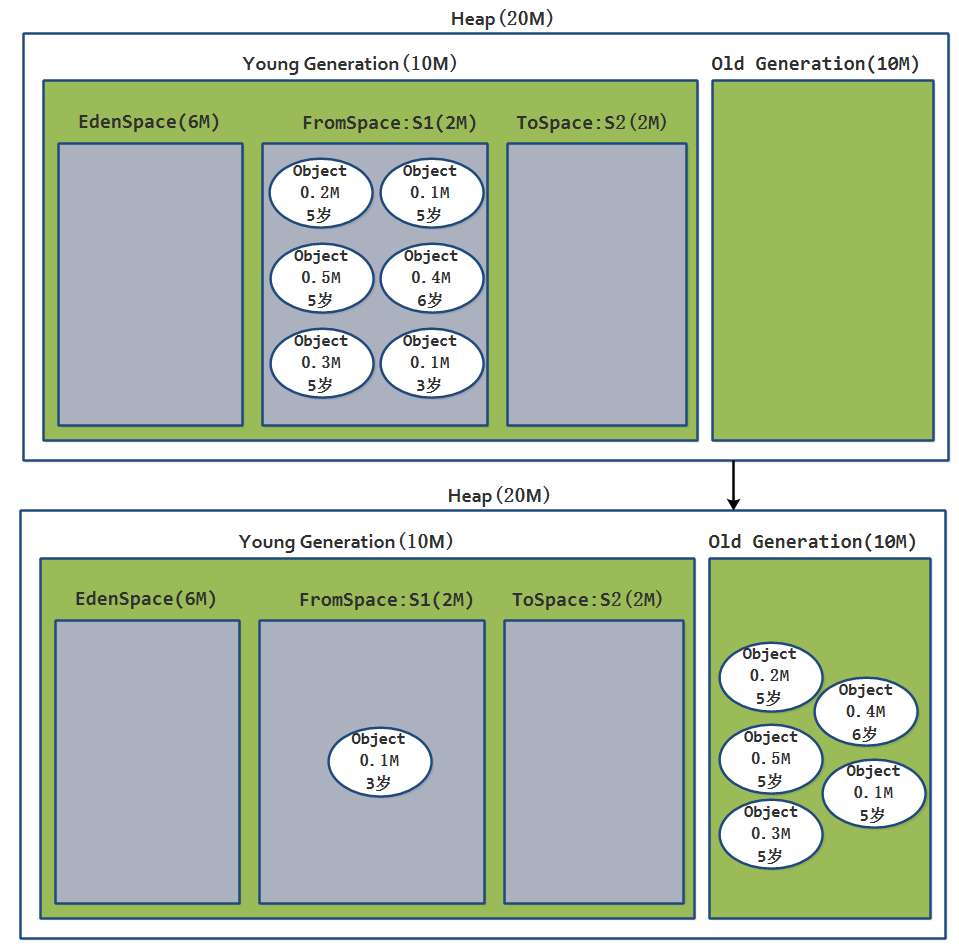 Heap(20M)
Young Generation(10M)
Old Generation(10M)
EdenSpace(6M)
FromSpace:S1(2M)
ToSpace:S2(2M)
Object
0.2M
5岁
Object
0.1M
5岁
Object
0.5M
5岁
Object
0.4M
6岁
Object
0.3M
5岁
Object
0.1M
3岁
Heap(20M)
Young Generation(10M)
Old Generation(10M)
EdenSpace(6M)
FromSpace:S1(2M)
ToSpace:S2(2M)
Object
0.1M
3岁
Object
0.2M
5岁
Object
0.4M
6岁
Object
0.5M
5岁
Object
0.1M
5岁
Object
0.3M
5岁